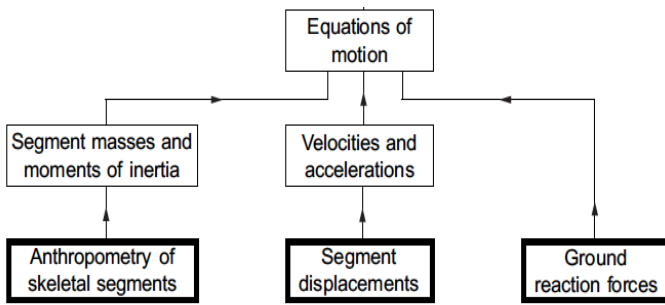 Equations of
motion
Segment masses and
moments of inertia
Velocities and
accelerations
Anthropometry of
skeletal segments
Segment
displacements
Ground
reaction forces